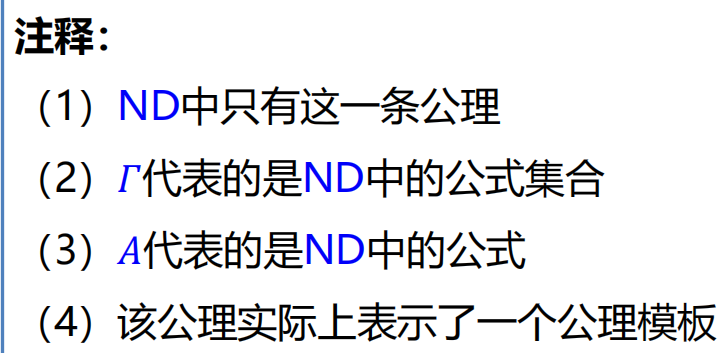 注释：
（1）ND中只有这一条公理
（2）Γ代表的是ND中的公式集合
（3）A代表的是ND中的公式
（4）该公理实际上表示了一个公理模板